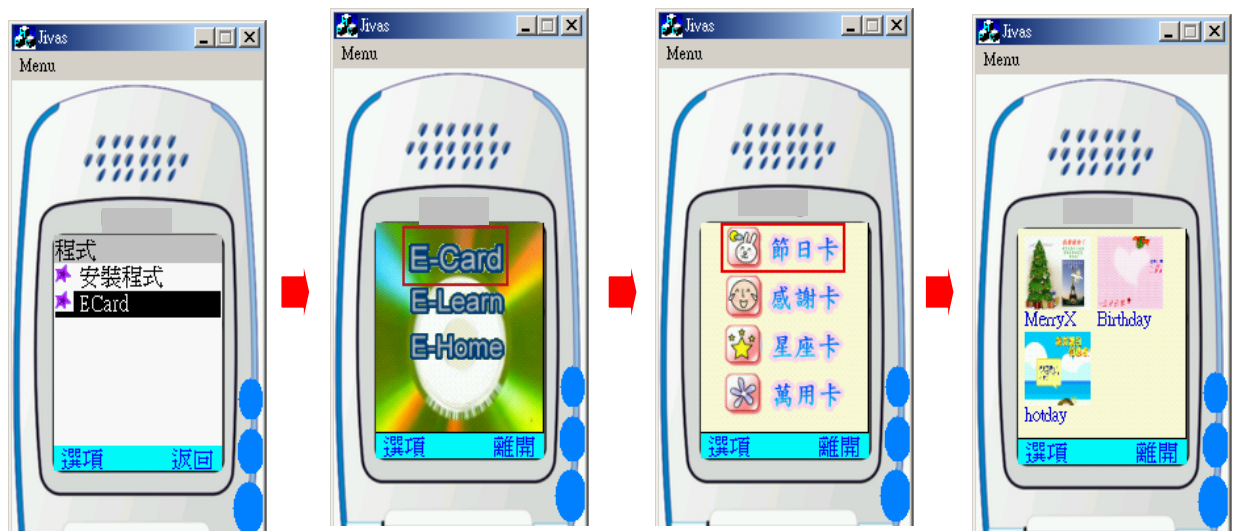 Jivas
Menu
程式
安裝程式
ECard
選項 返回
Jivas
Menu
E-Card
E-Learn
E-Home
選項 離開
Jivas
Menu
節日卡
感謝卡
星座卡
萬用卡
選項 離開
Jivas
Menu
MerryX Birthday
hotday
選項 離開